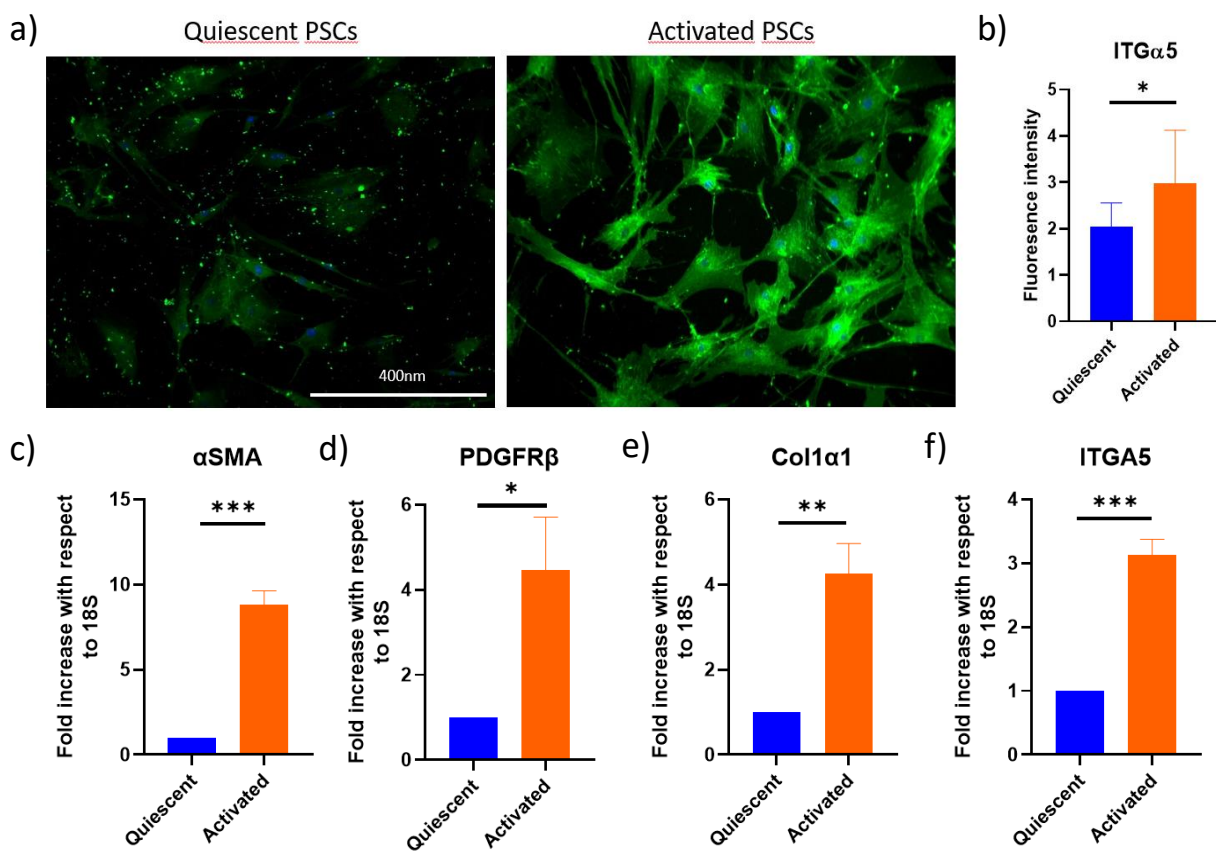 a)
Quiescent PSCs
Activated PSCs
400nm
b)
ITGα5
*
Fluoresence intensity
5
4
3
2
1
0
Quiescent
Activated
c)
αSMA
***
Fold increase with respect
to 18S
15
10
5
0
Quiescent
Activated
d)
PDGFRβ
*
Fold increase with respect
to 18S
6
4
2
0
Quiescent
Activated
e)
Col1α1
**
Fold increase with respect
to 18S
6
4
2
0
Quiescent
Activated
f)
ITGA5
***
Fold increase with respect
to 18S
4
3
2
1
0
Quiescent
Activated